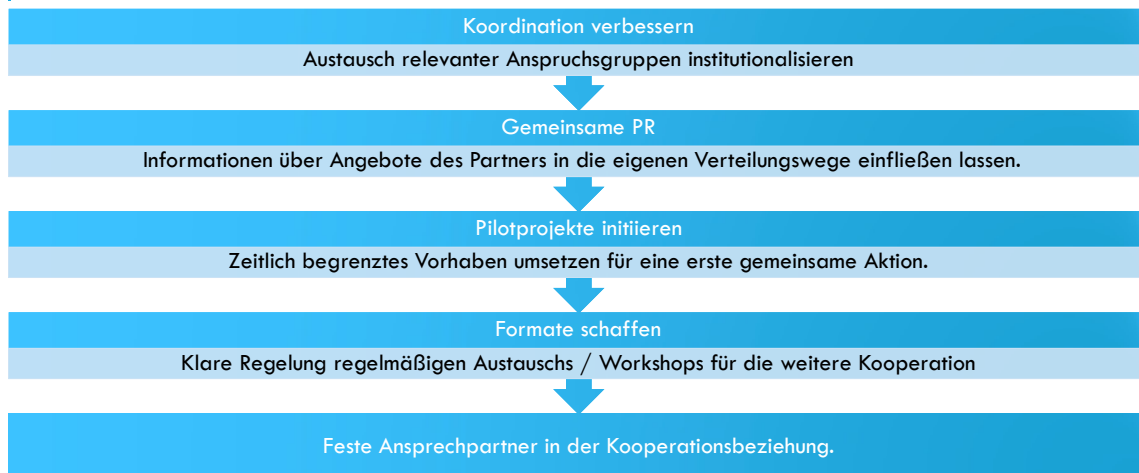 Koordination verbessern
Austausch relevanter Anspruchsgruppen institutionalisieren
Gemeinsame PR
Informationen über Angebote des Partners in die eigenen Verteilungswege einfließen lassen.
Pilotprojekte initiieren
Zeitlich begrenztes Vorhaben umsetzen für eine erste gemeinsame Aktion.
Formate schaffen
Klare Regelung regelmäßigen Austauschs / Workshops für die weitere Kooperation
Feste Ansprechpartner in der Kooperationsbeziehung.